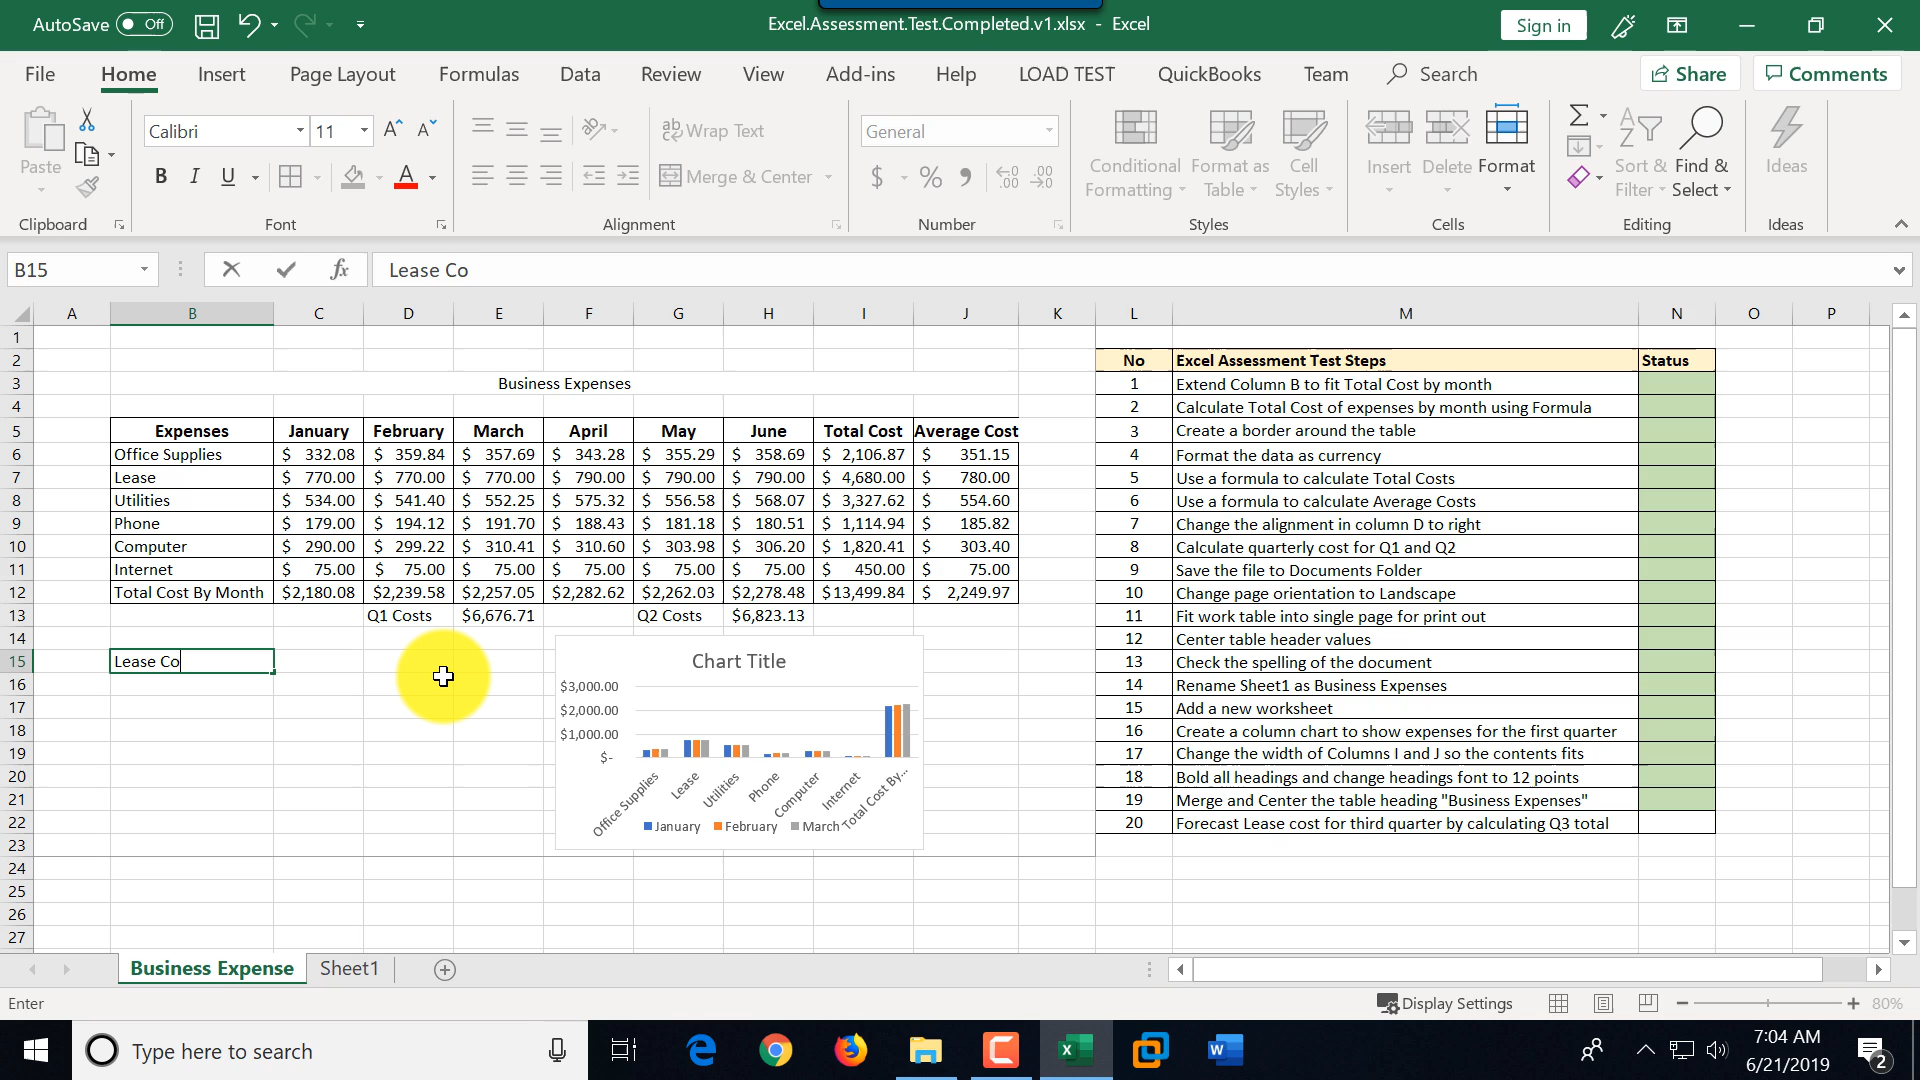 AutoSave Off Excel.Assessment.Test.Completed.v1.xlsx - Excel Sign in
File Home Insert Page Layout Formulas Data Review View Add-ins Help LOAD TEST QuickBooks Team Search Share Comments
Paste Calibri 11 B I U Wrap Text Merge & Center General $ % 9 Conditional Formatting Format as Table Cell Styles Insert Delete Format Sort & Filter Find & Select Ideas
Clipboard Font Alignment Number Styles Cells Editing Ideas
B15 fx Lease Co
A B C D E F G H I J K L M N O P
1
2 No Excel Assessment Test Steps Status
3 Business Expenses 1 Extend Column B to fit Total Cost by month
4 2 Calculate Total Cost of expenses by month using Formula
5 Expenses January February March April May June Total Cost Average Cost 3 Create a border around the table
6 Office Supplies $ 332.08 $ 359.84 $ 357.69 $ 343.28 $ 355.29 $ 358.69 $ 2,106.87 $ 351.15 4 Format the data as currency
7 Lease $ 770.00 $ 770.00 $ 770.00 $ 790.00 $ 790.00 $ 790.00 $ 4,680.00 $ 780.00 5 Use a formula to calculate Total Costs
8 Utilities $ 534.00 $ 541.40 $ 552.25 $ 575.32 $ 556.58 $ 568.07 $ 3,327.62 $ 554.60 6 Use a formula to calculate Average Costs
9 Phone $ 179.00 $ 194.12 $ 191.70 $ 188.43 $ 181.18 $ 180.51 $ 1,114.94 $ 185.82 7 Change the alignment in column D to right
10 Computer $ 290.00 $ 299.22 $ 310.41 $ 310.60 $ 303.98 $ 306.20 $ 1,820.41 $ 303.40 8 Calculate quarterly cost for Q1 and Q2
11 Internet $ 75.00 $ 75.00 $ 75.00 $ 75.00 $ 75.00 $ 75.00 $ 450.00 $ 75.00 9 Save the file to Documents Folder
12 Total Cost By Month $2,180.08 $2,239.58 $2,257.05 $2,282.62 $2,262.03 $2,278.48 $13,499.84 $ 2,249.97 10 Change page orientation to Landscape
13 Q1 Costs $6,676.71 Q2 Costs $6,823.13 11 Fit work table into single page for print out
14 12 Center table header values
15 Lease Co Chart Title 13 Check the spelling of the document
16 $3,000.00 14 Rename Sheet1 as Business Expenses
17 $2,000.00 15 Add a new worksheet
18 $1,000.00 16 Create a column chart to show expenses for the first quarter
19 $- 17 Change the width of Columns I and J so the contents fits
20 Office Supplies Lease Utilities Phone Computer Internet Total Cost By... 18 Bold all headings and change headings font to 12 points
21 19 Merge and Center the table heading "Business Expenses"
22 January February March 20 Forecast Lease cost for third quarter by calculating Q3 total
23
24
25
26
27
Business Expense Sheet1
Enter Display Settings 80%
Type here to search 7:04 AM
6/21/2019 2